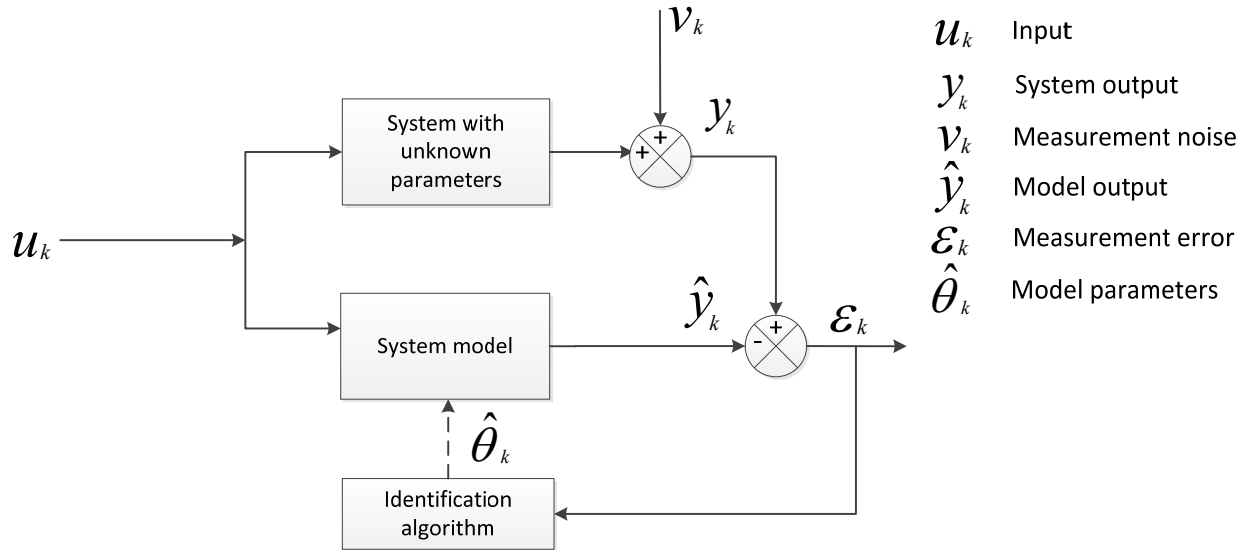 v_k
System with
unknown
parameters
+
+
y_k
u_k
System model
ŷ_k
+
-
ε_k
θ̂_k
Identification
algorithm
u_k Input
y_k System output
v_k Measurement noise
ŷ_k Model output
ε_k Measurement error
θ̂_k Model parameters